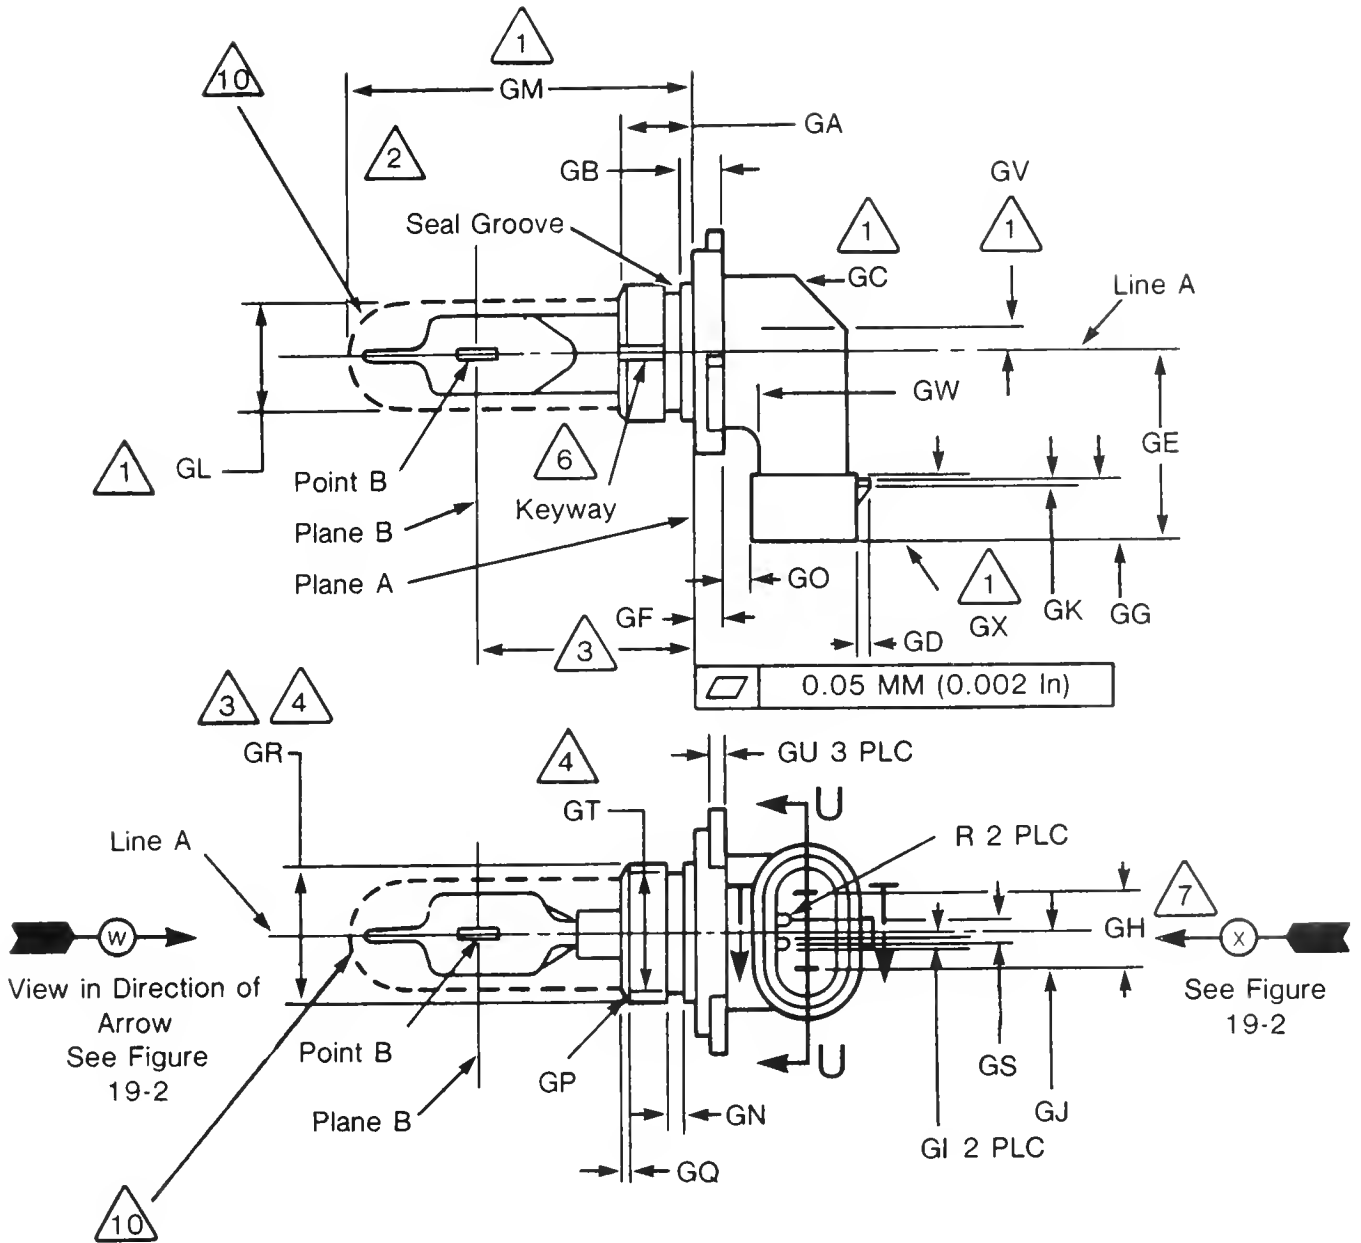 1
10
GM
GA
2
GB
GV
Seal Groove
1
1
GC
Line A
GW
1
GL
6
GE
Point B
Keyway
Plane B
Plane A
GO
1
GK
GG
GX
GF
GD
3
0.05 MM (0.002 In)
3 4
GR
4
GU 3 PLC
GT
U
R 2 PLC
Line A
T
T
7
GH
W
X
View in Direction of
Arrow
See Figure
19-2
See Figure
19-2
Point B
GP
U
GS
Plane B
GN
GJ
GI 2 PLC
GQ
10